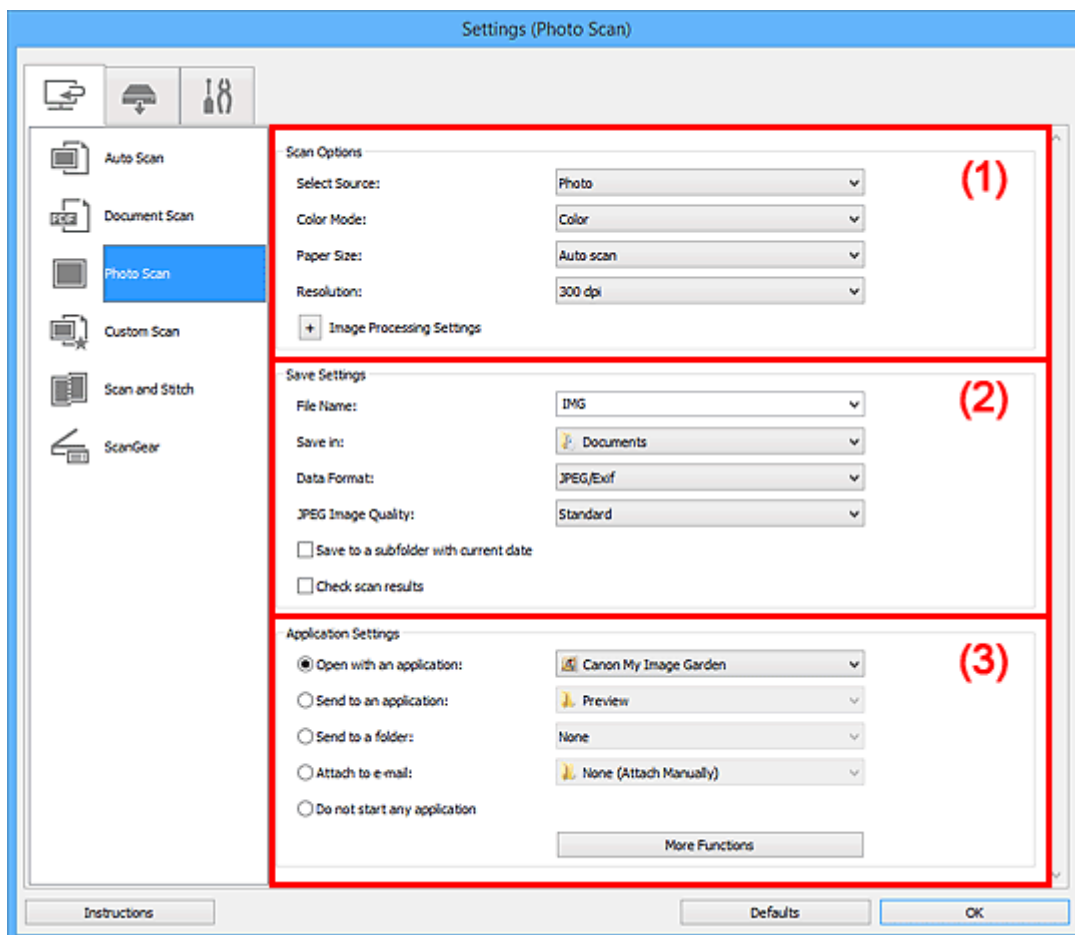 Settings (Photo Scan)
Auto Scan
PDF
Document Scan
Photo Scan
Custom Scan
Scan and Stitch
ScanGear
Scan Options
(1)
Select Source: Photo
Color Mode: Color
Paper Size: Auto scan
Resolution: 300 dpi
+ Image Processing Settings
Save Settings
(2)
File Name: IMG
Save in: Documents
Data Format: JPEG/Exif
JPEG Image Quality: Standard
Save to a subfolder with current date
Check scan results
Application Settings
(3)
Open with an application: Canon My Image Garden
Send to an application: Preview
Send to a folder: None
Attach to e-mail: None (Attach Manually)
Do not start any application
More Functions
Instructions
Defaults
OK